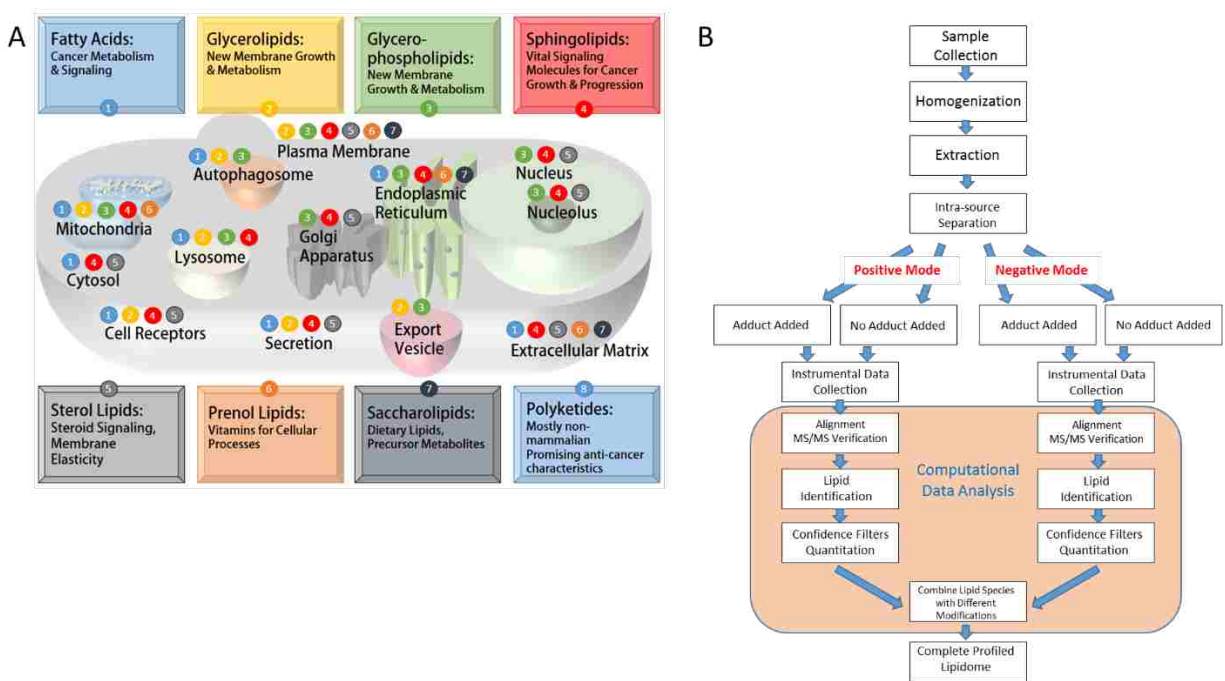 A
Fatty Acids:
Cancer Metabolism
& Signaling
1
Glycerolipids:
New Membrane Growth
& Metabolism
2
Glycero-
phospholipids:
New Membrane
Growth & Metabolism
3
Sphingolipids:
Vital Signaling
Molecules for Cancer
Growth & Progression
4
2 3 4 5 6 7
Plasma Membrane
1 2 3
Autophagosome
1 3 4 6 7
Endoplasmic
Reticulum
3 4 5
Nucleus
3 4 5
Nucleolus
1 2 3 4 6
Mitochondria
1 2 3 4
Lysosome
3 4 5
Golgi
Apparatus
1 4 5
Cytosol
1 2 4 5
Cell Receptors
1 2 4 5
Secretion
2 3
Export
Vesicle
1 4 5 6 7
Extracellular Matrix
5
Sterol Lipids:
Steroid Signaling,
Membrane
Elasticity
6
Prenol Lipids:
Vitamins for Cellular
Processes
7
Saccharolipids:
Dietary Lipids,
Precursor Metabolites
8
Polyketides:
Mostly non-
mammalian
Promising anti-cancer
characteristics
B
Sample
Collection
Homogenization
Extraction
Intra-source
Separation
Positive Mode
Negative Mode
Adduct Added
No Adduct Added
Adduct Added
No Adduct Added
Instrumental Data
Collection
Instrumental Data
Collection
Alignment
MS/MS Verification
Alignment
MS/MS Verification
Computational
Data Analysis
Lipid
Identification
Lipid
Identification
Confidence Filters
Quantitation
Confidence Filters
Quantitation
Combine Lipid Species
with Different
Modifications
Complete Profiled
Lipidome